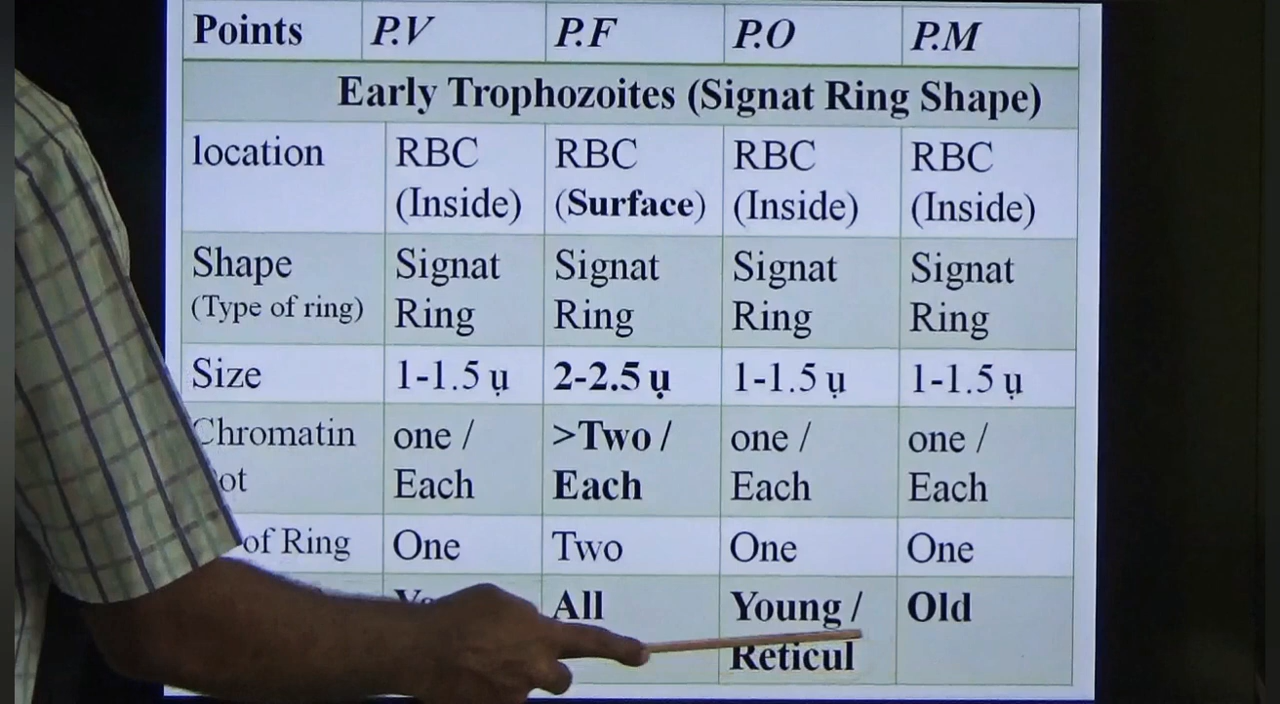 Points P.V P.F P.O P.M
Early Trophozoites (Signat Ring Shape)
location RBC RBC RBC RBC
(Inside) (Surface) (Inside) (Inside)
Shape Signat Signat Signat Signat
(Type of ring) Ring Ring Ring Ring
Size 1-1.5 ụ 2-2.5 ụ 1-1.5 ụ 1-1.5 ụ
Chromatin one / >Two / one / one /
Each Each Each Each
of Ring One Two One One
All Young / Old
Reticul